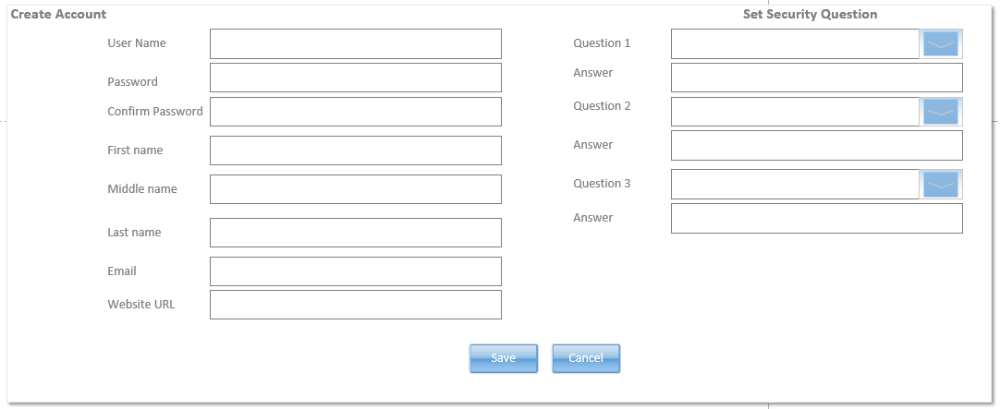 Create Account
User Name
Password
Confirm Password
First name
Middle name
Last name
Email
Website URL
Set Security Question
Question 1
Answer
Question 2
Answer
Question 3
Answer
Save
Cancel